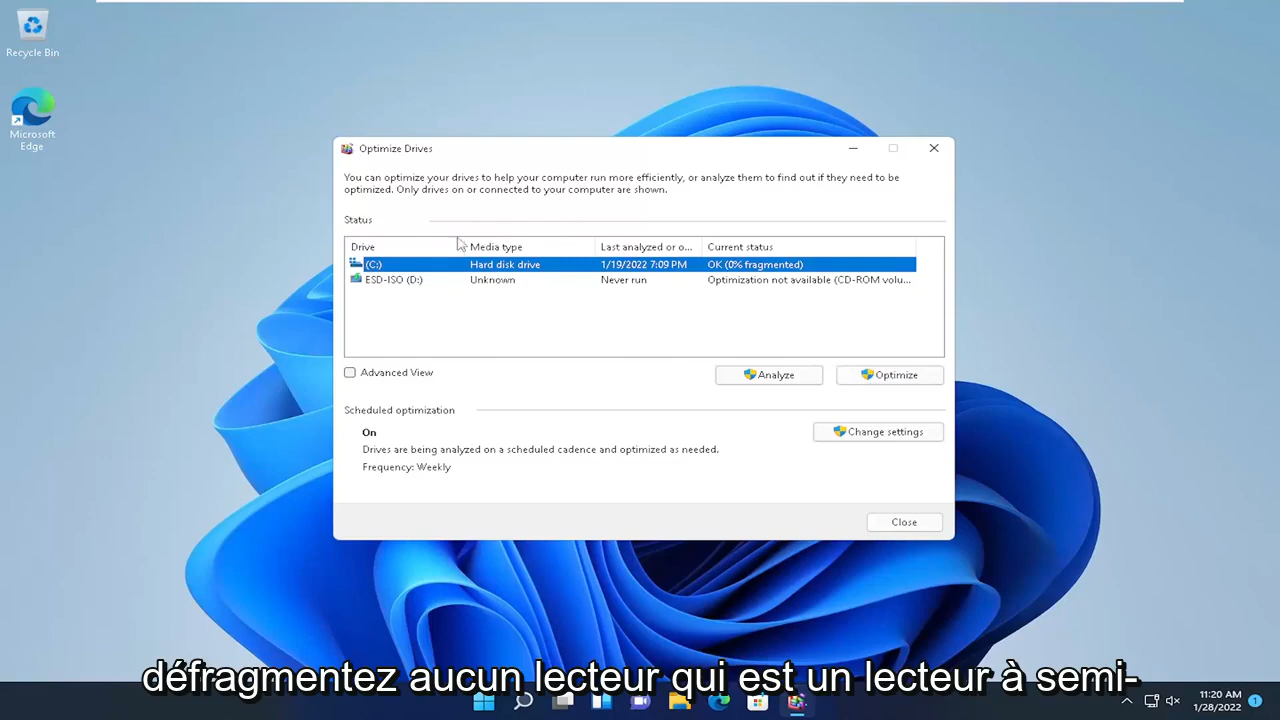 Recycle Bin
Microsoft
Edge
Optimize Drives
You can optimize your drives to help your computer run more efficiently, or analyze them to find out if they need to be
optimized. Only drives on or connected to your computer are shown.
Status
Drive Media type Last analyzed or o... Current status
(C:) Hard disk drive 1/19/2022 7:09 PM OK (0% fragmented)
ESD-ISO (D:) Unknown Never run Optimization not available (CD-ROM volu...
Advanced View Analyze Optimize
Scheduled optimization
On Change settings
Drives are being analyzed on a scheduled cadence and optimized as needed.
Frequency: Weekly
Close
défragmentez aucun lecteur qui est un lecteur à semi-
11:20 AM
1/28/2022
1